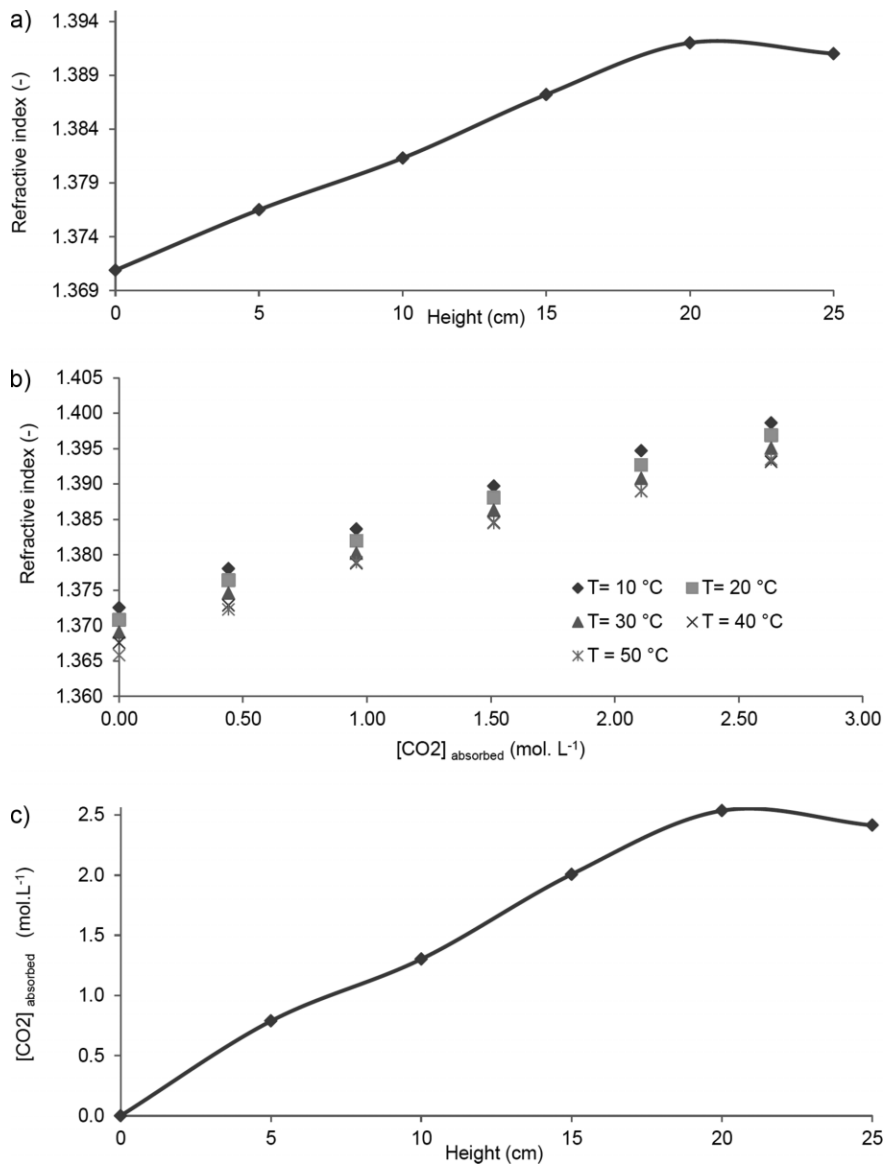 a)
Refractive index (-)
1.394
1.389
1.384
1.379
1.374
1.369
0 5 10 15 20 25
Height (cm)
b)
Refractive index (-)
1.405
1.400
1.395
1.390
1.385
1.380
1.375
1.370
1.365
1.360
T= 10 °C T= 20 °C
T= 30 °C T = 40 °C
T = 50 °C
0.00 0.50 1.00 1.50 2.00 2.50 3.00
[CO2] absorbed (mol. L-1)
c)
[CO2] absorbed (mol.L-1)
2.5
2.0
1.5
1.0
0.5
0.0
0 5 10 15 20 25
Height (cm)